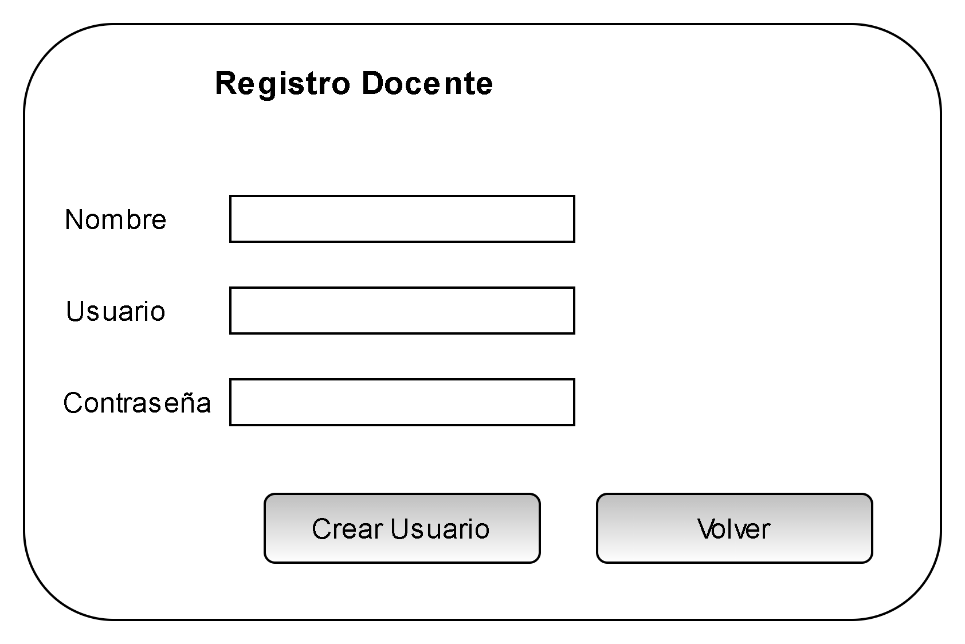 Registro Docente
Nombre
Usuario
Contraseña
Crear Usuario
Volver